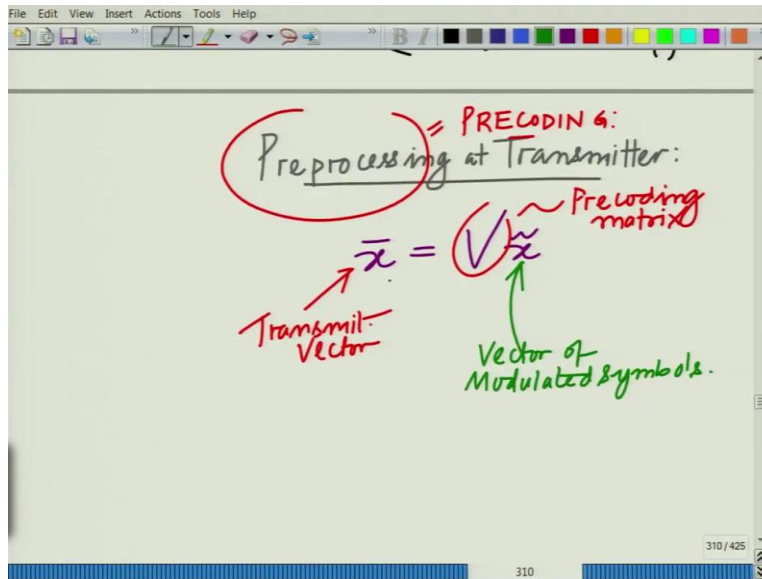 File Edit View Insert Actions Tools Help
B I
= PRECODING:
Preprocessing at Transmitter:
Precoding
matrix
x̄ = V x̃
Transmit
Vector
Vector of
Modulated symbols.
310/425
310